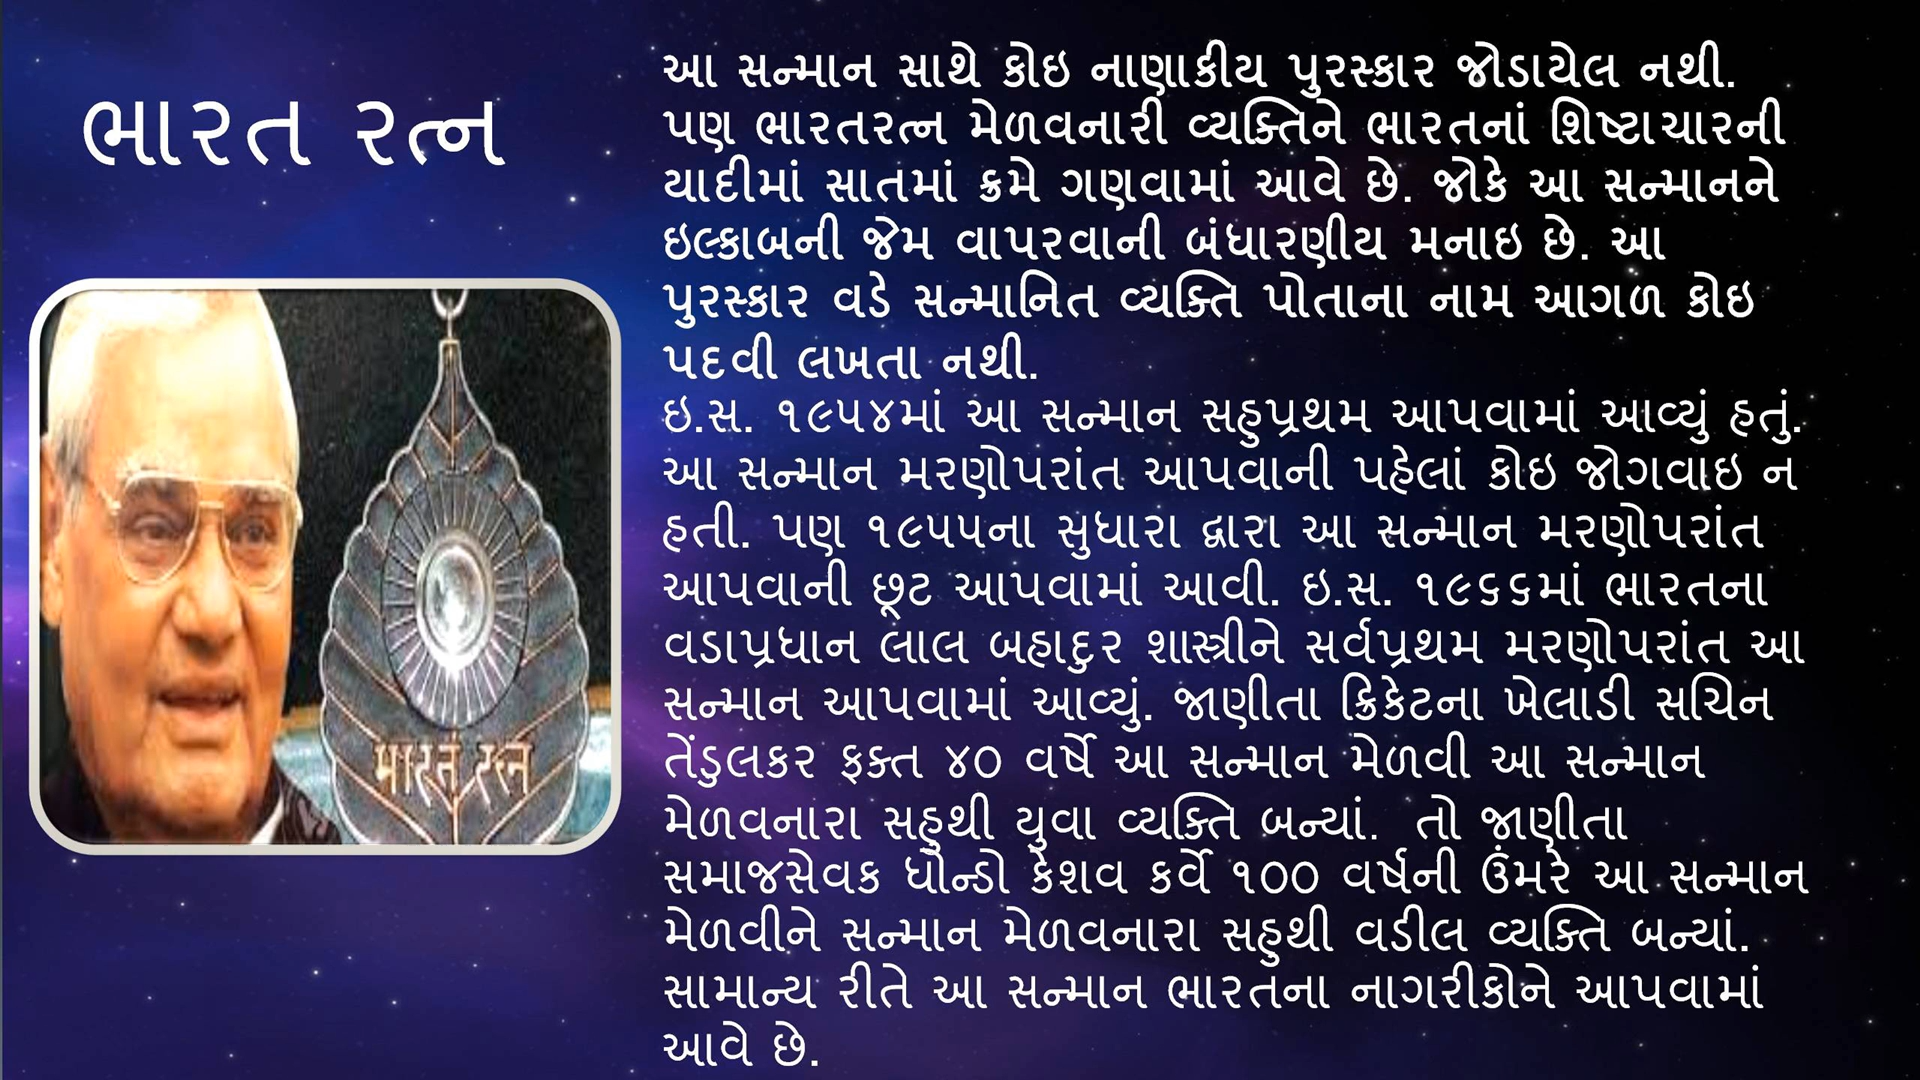 ભારત રત્ન
આ સન્માન સાથે કોઇ નાણાકીય પુરસ્કાર જોડાયેલ નથી.
પણ ભારતરત્ન મેળવનારી વ્યક્તિને ભારતનાં શિષ્ટાચારની
યાદીમાં સાતમાં ક્રમે ગણવામાં આવે છે. જોકે આ સન્માનને
ઇલ્કાબની જેમ વાપરવાની બંધારણીય મનાઇ છે. આ
પુરસ્કાર વડે સન્માનિત વ્યક્તિ પોતાના નામ આગળ કોઇ
પદવી લખતા નથી.
ઇ.સ. ૧૯૫૪માં આ સન્માન સહુપ્રથમ આપવામાં આવ્યું હતું.
આ સન્માન મરણોપરાંત આપવાની પહેલાં કોઇ જોગવાઇ ન
હતી. પણ ૧૯૫૫ના સુધારા દ્વારા આ સન્માન મરણોપરાંત
આપવાની છૂટ આપવામાં આવી. ઇ.સ. ૧૯૬૬માં ભારતના
વડાપ્રધાન લાલ બહાદુર શાસ્ત્રીને સર્વપ્રથમ મરણોપરાંત આ
સન્માન આપવામાં આવ્યું. જાણીતા ક્રિકેટના ખેલાડી સચિન
તેંડુલકર ફક્ત ૪૦ વર્ષે આ સન્માન મેળવી આ સન્માન
મેળવનારા સહુથી યુવા વ્યક્તિ બન્યાં. તો જાણીતા
સમાજસેવક ધોન્ડો કેશવ કર્વે ૧૦૦ વર્ષની ઉંમરે આ સન્માન
મેળવીને સન્માન મેળવનારા સહુથી વડીલ વ્યક્તિ બન્યાં.
સામાન્ય રીતે આ સન્માન ભારતના નાગરીકોને આપવામાં
આવે છે.
भारत रत्न